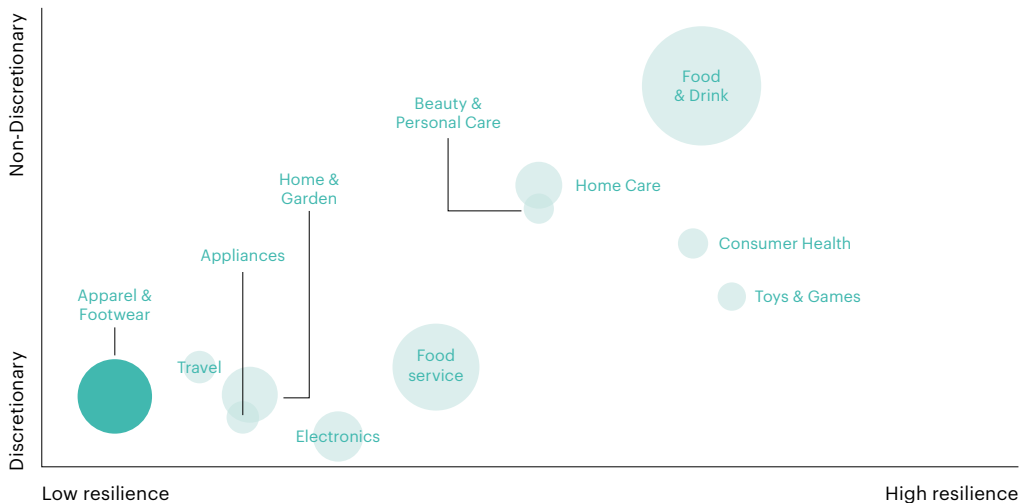 Non-Discretionary
Discretionary
Food
& Drink
Beauty &
Personal Care
Home Care
Home &
Garden
Consumer Health
Appliances
Toys & Games
Apparel &
Footwear
Travel
Food
service
Electronics
Low resilience
High resilience